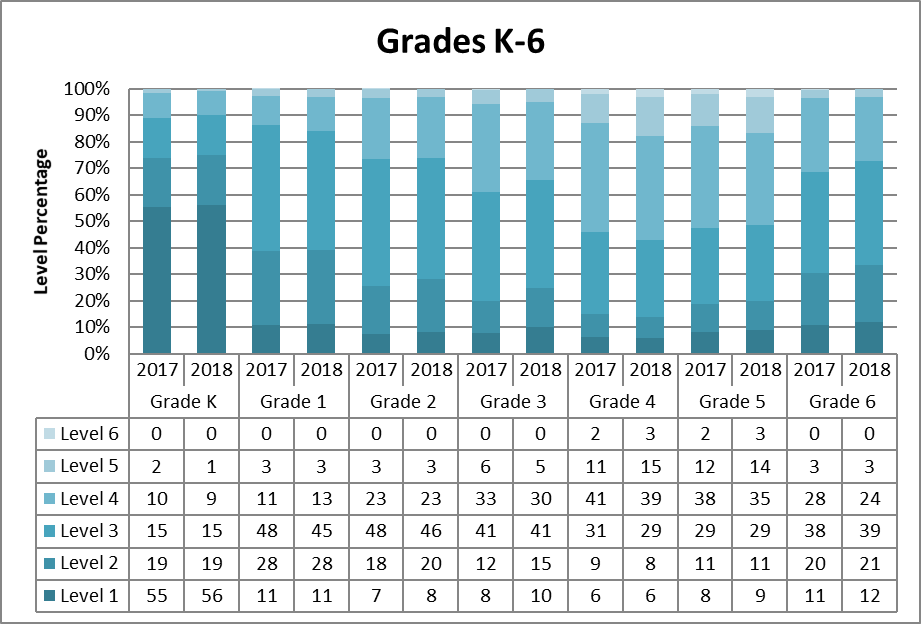 Grades K-6
Level Percentage
100%
90%
80%
70%
60%
50%
40%
30%
20%
10%
0%
2017 2018 2017 2018 2017 2018 2017 2018 2017 2018 2017 2018 2017 2018
Grade K Grade 1 Grade 2 Grade 3 Grade 4 Grade 5 Grade 6
Level 6 0 0 0 0 0 0 0 0 2 3 2 3 0 0
Level 5 2 1 3 3 3 3 6 5 11 15 12 14 3 3
Level 4 10 9 11 13 23 23 33 30 41 39 38 35 28 24
Level 3 15 15 48 45 48 46 41 41 31 29 29 29 38 39
Level 2 19 19 28 28 18 20 12 15 9 8 11 11 20 21
Level 1 55 56 11 11 7 8 8 10 6 6 8 9 11 12